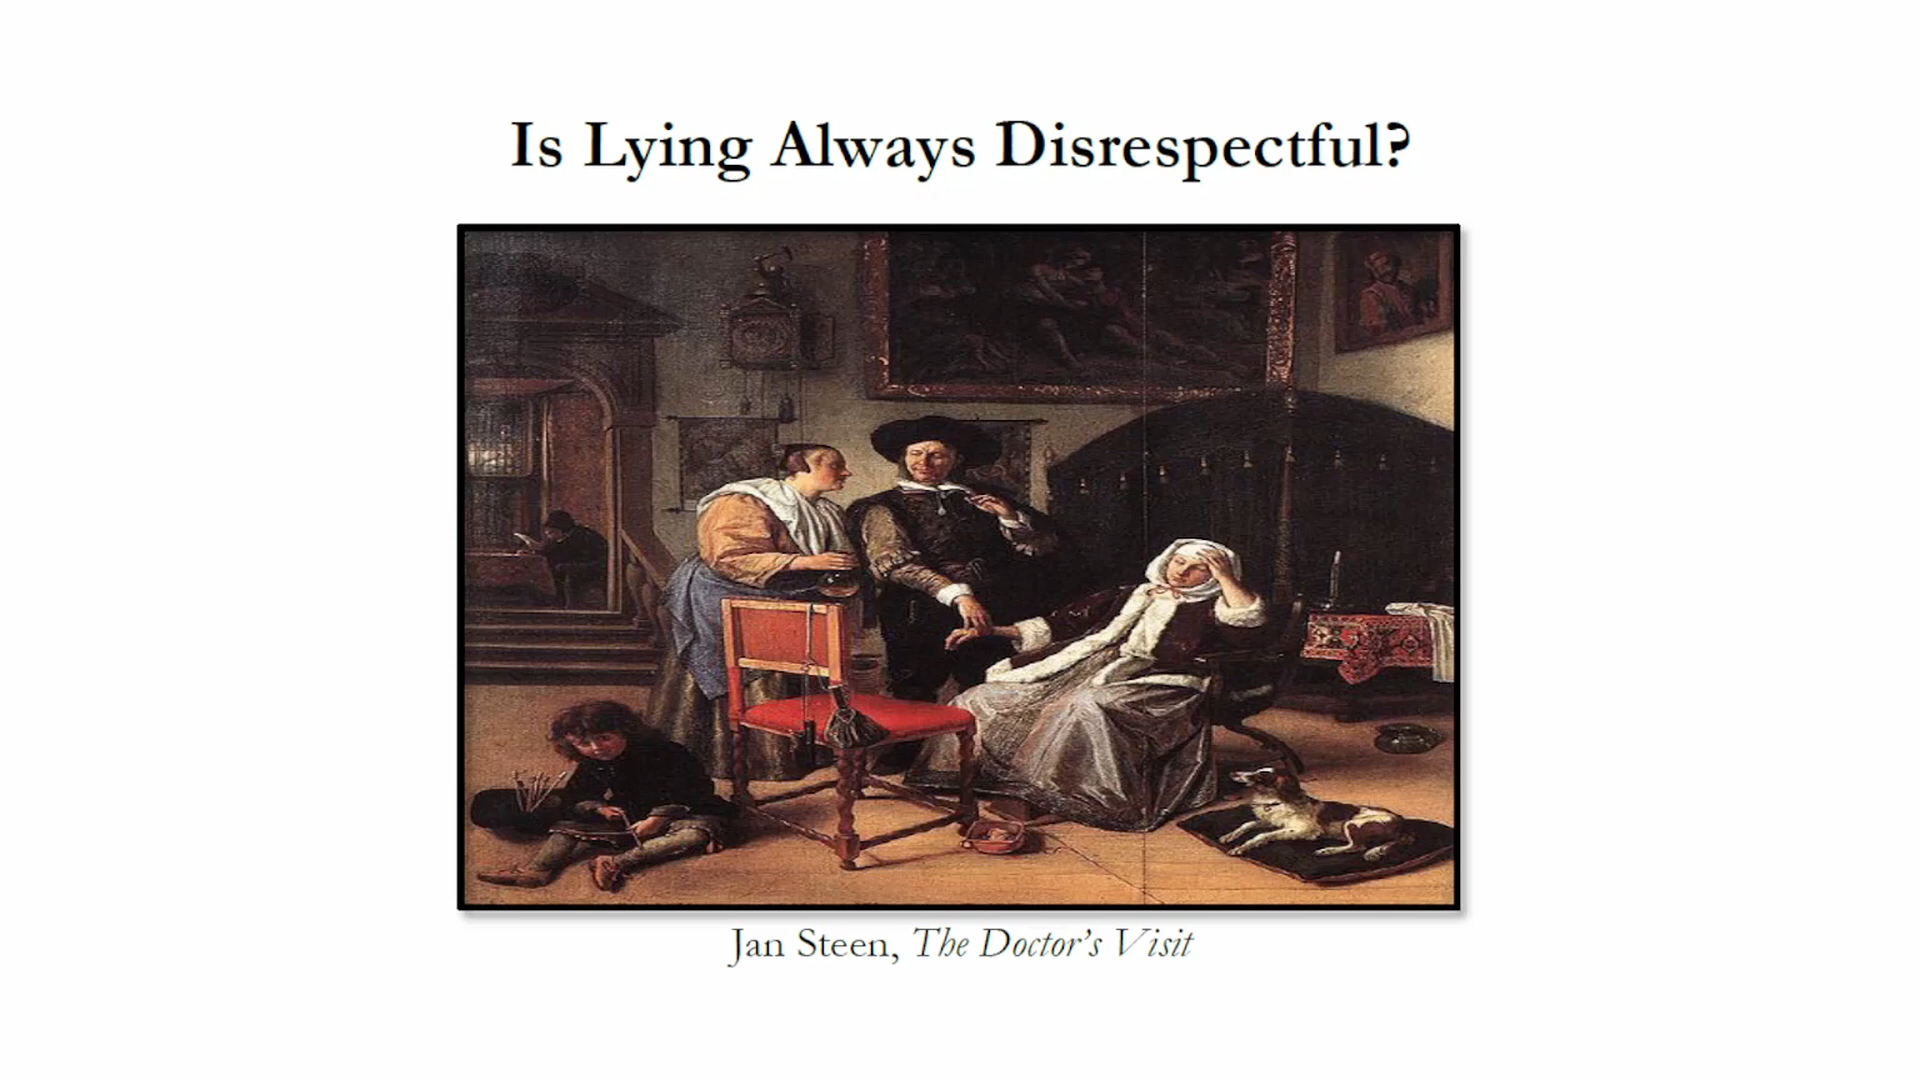 Is Lying Always Disrespectful?
Jan Steen, The Doctor's Visit